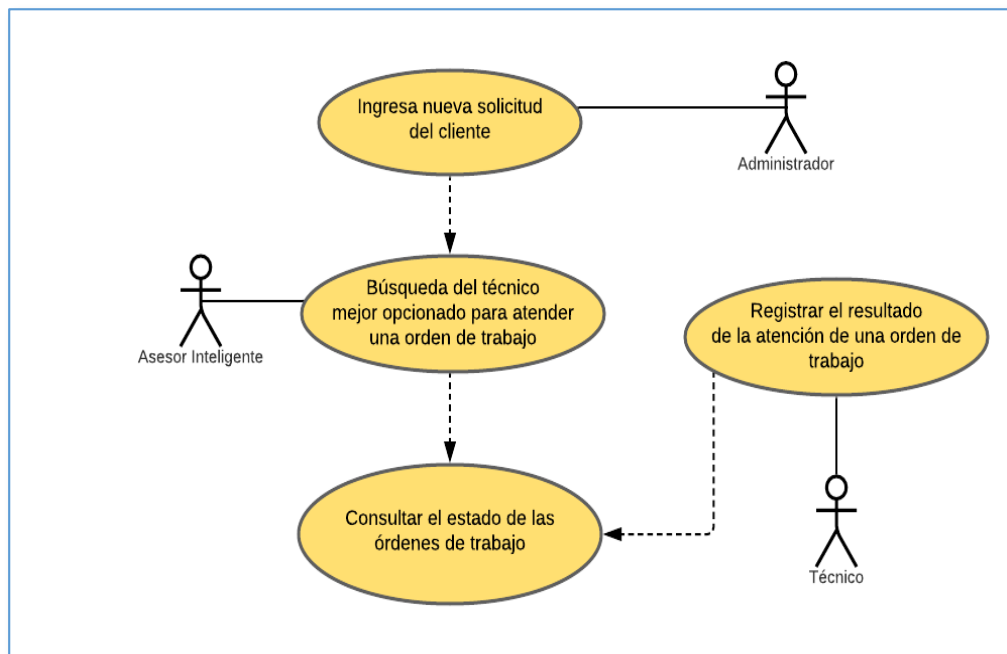 Ingresa nueva solicitud
del cliente
Administrador
Búsqueda del técnico
mejor opcionado para atender
una orden de trabajo
Asesor Inteligente
Registrar el resultado
de la atención de una orden de
trabajo
Consultar el estado de las
órdenes de trabajo
Técnico